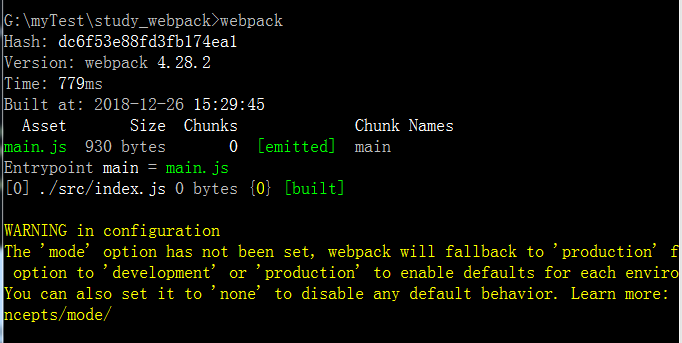 G:\myTest\study_webpack>webpack
Hash: dc6f53e88fd3fb174ea1
Version: webpack 4.28.2
Time: 779ms
Built at: 2018-12-26 15:29:45
Asset Size Chunks Chunk Names
main.js 930 bytes 0 [emitted] main
Entrypoint main = main.js
[0] ./src/index.js 0 bytes {0} [built]
WARNING in configuration
The 'mode' option has not been set, webpack will fallback to 'production' f
option to 'development' or 'production' to enable defaults for each enviro
You can also set it to 'none' to disable any default behavior. Learn more:
ncepts/mode/